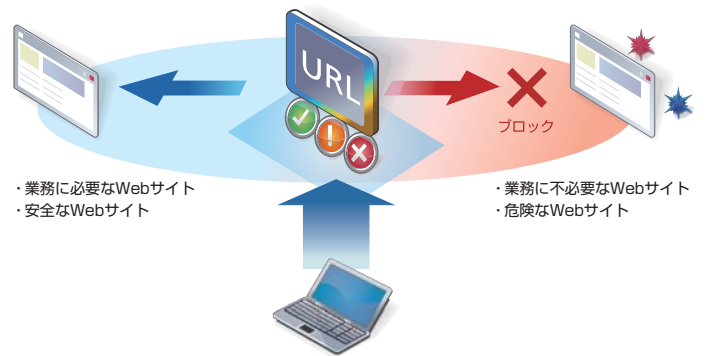 URL
ブロック
・業務に必要なWebサイト
・安全なWebサイト
・業務に不必要なWebサイト
・危険なWebサイト